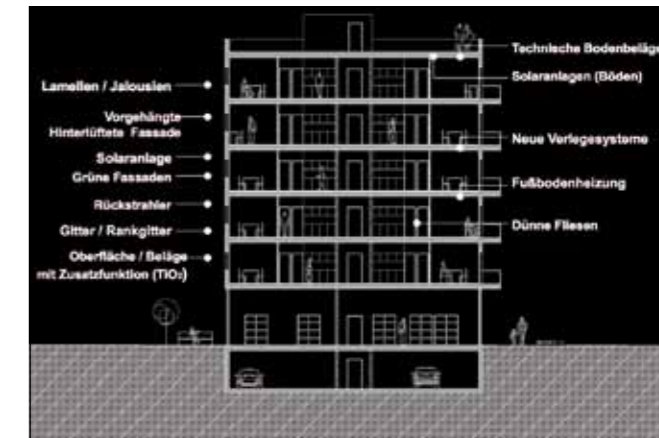 Lamellen / Jalousien
Vorgehängte
Hinterlüftete Fassade
Solaranlage
Grüne Fassaden
Rückstrahler
Gitter / Rankgitter
Oberfläche / Beläge
mit Zusatzfunktion (TiO₂)
Technische Bodenbeläge
Solaranlagen (Böden)
Neue Verlegesysteme
Fußbodenheizung
Dünne Fliesen